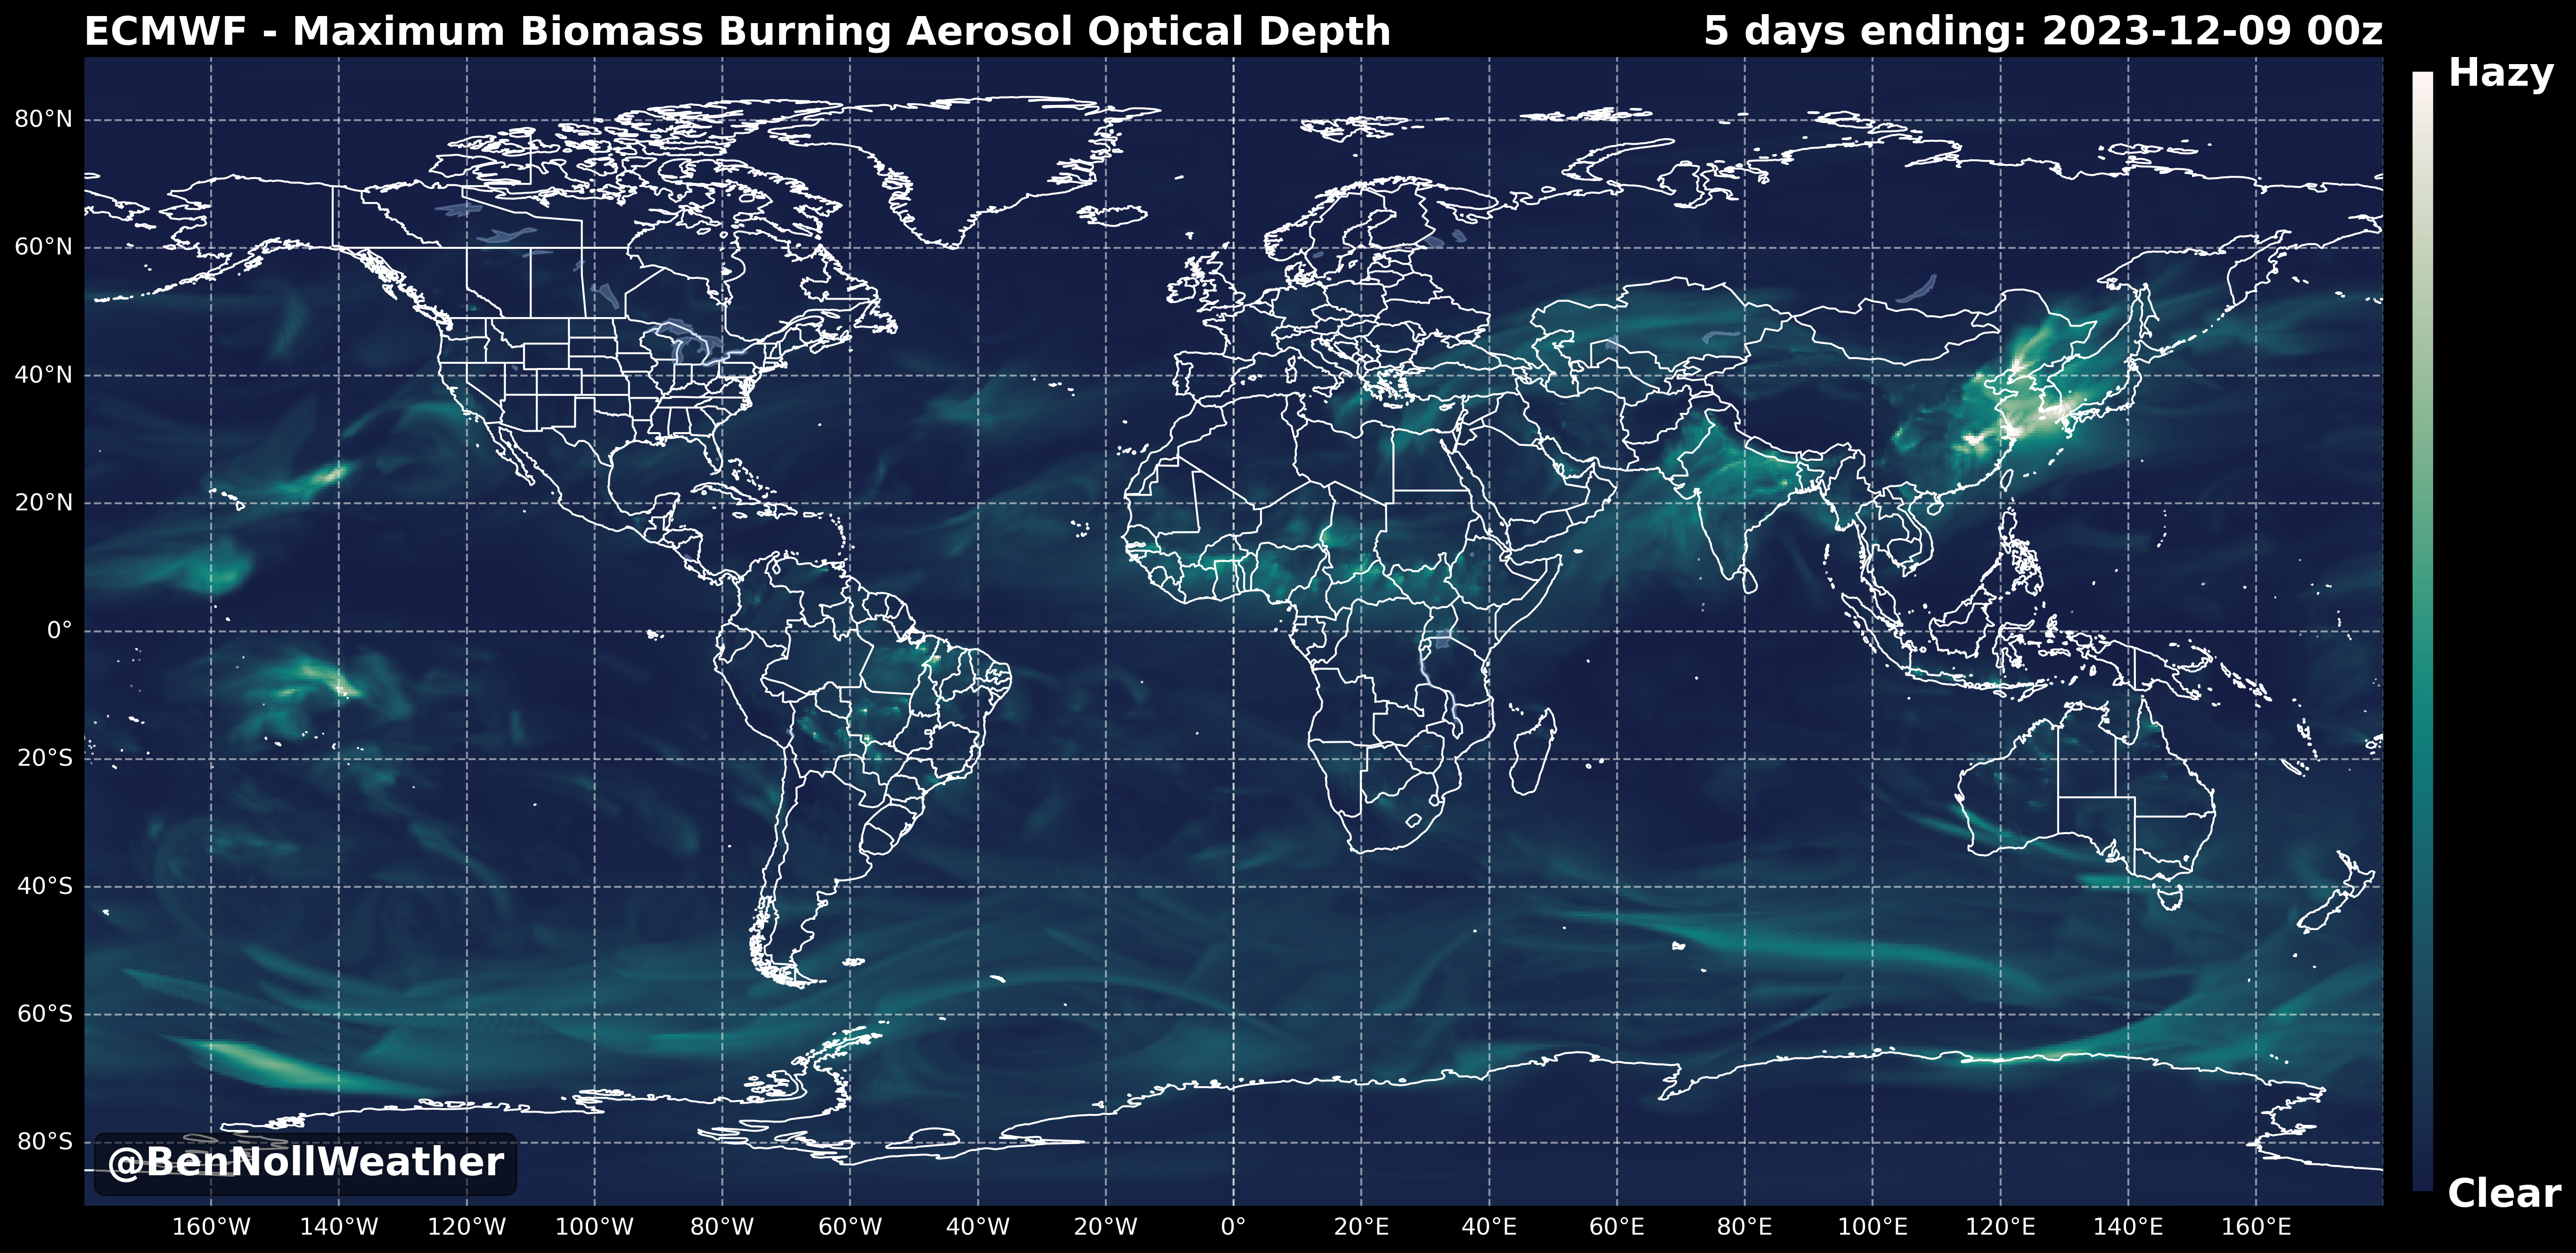 ECMWF - Maximum Biomass Burning Aerosol Optical Depth
5 days ending: 2023-12-09 00z
Hazy
80°N
60°N
40°N
20°N
0°
20°S
40°S
60°S
80°S
@BenNollWeather
Clear
160°W 140°W 120°W 100°W 80°W 60°W 40°W 20°W 0° 20°E 40°E 60°E 80°E 100°E 120°E 140°E 160°E